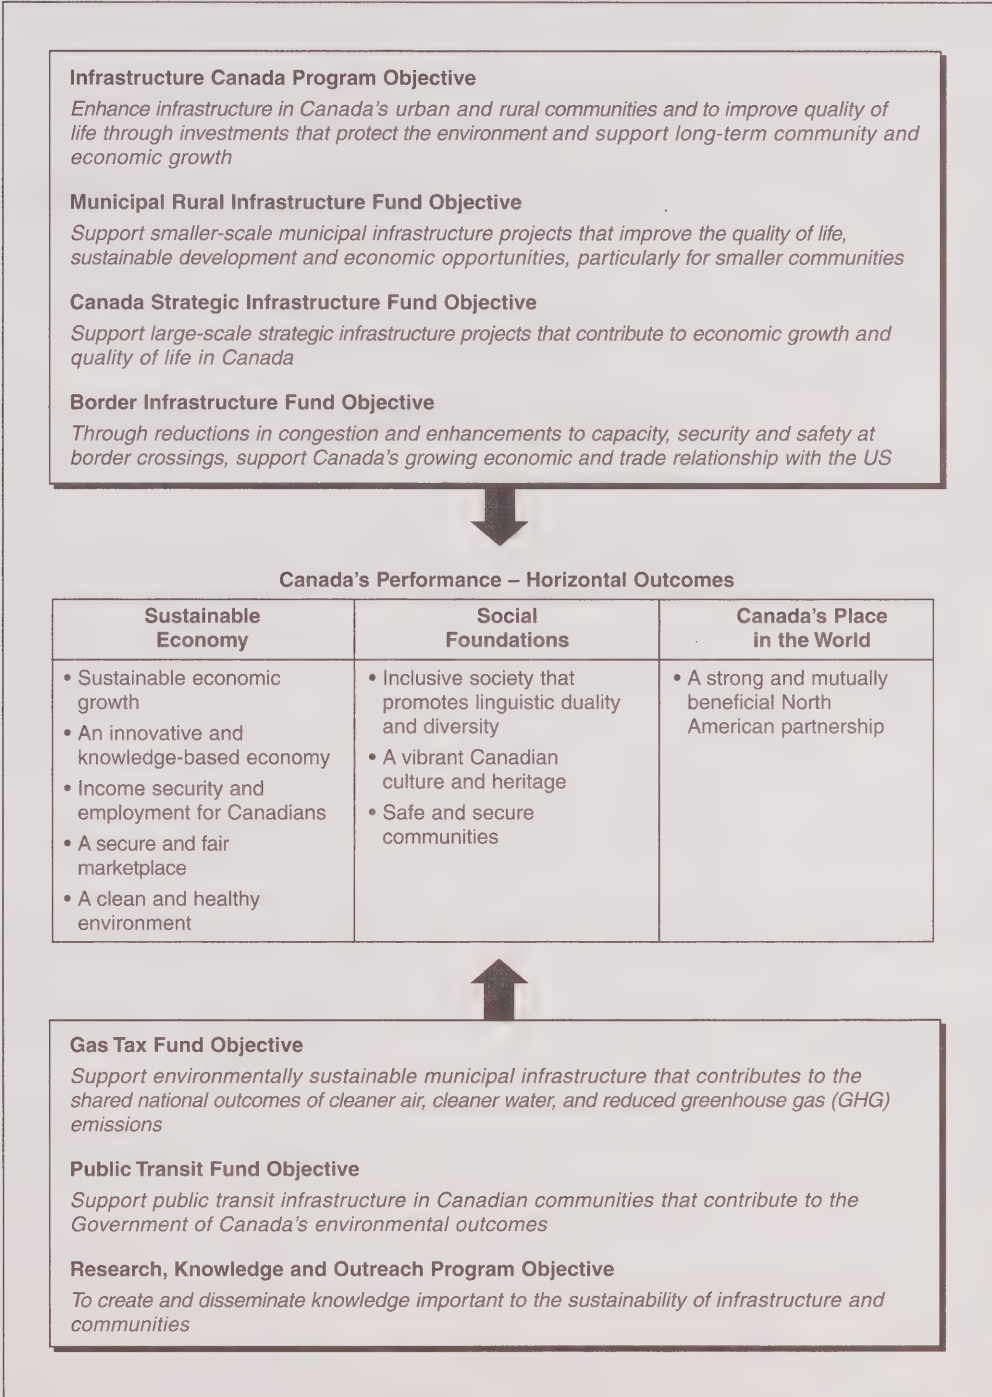 Infrastructure Canada Program Objective
Enhance infrastructure in Canada's urban and rural communities and to improve quality of
life through investments that protect the environment and support long-term community and
economic growth
Municipal Rural Infrastructure Fund Objective
Support smaller-scale municipal infrastructure projects that improve the quality of life,
sustainable development and economic opportunities, particularly for smaller communities
Canada Strategic Infrastructure Fund Objective
Support large-scale strategic infrastructure projects that contribute to economic growth and
quality of life in Canada
Border Infrastructure Fund Objective
Through reductions in congestion and enhancements to capacity, security and safety at
border crossings, support Canada's growing economic and trade relationship with the US
Canada's Performance – Horizontal Outcomes
Sustainable
Economy
• Sustainable economic
growth
• An innovative and
knowledge-based economy
• Income security and
employment for Canadians
• A secure and fair
marketplace
• A clean and healthy
environment
Social
Foundations
• Inclusive society that
promotes linguistic duality
and diversity
• A vibrant Canadian
culture and heritage
• Safe and secure
communities
Canada's Place
in the World
• A strong and mutually
beneficial North
American partnership
Gas Tax Fund Objective
Support environmentally sustainable municipal infrastructure that contributes to the
shared national outcomes of cleaner air, cleaner water, and reduced greenhouse gas (GHG)
emissions
Public Transit Fund Objective
Support public transit infrastructure in Canadian communities that contribute to the
Government of Canada's environmental outcomes
Research, Knowledge and Outreach Program Objective
To create and disseminate knowledge important to the sustainability of infrastructure and
communities